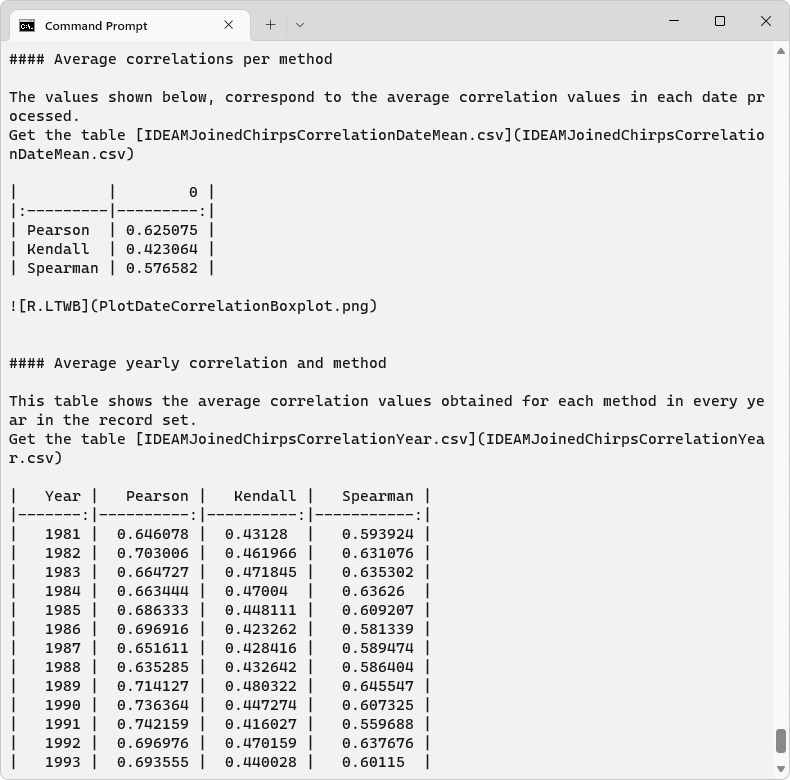 Command Prompt
#### Average correlations per method
The values shown below, correspond to the average correlation values in each date pr
ocessed.
Get the table [IDEAMJoinedChirpsCorrelationDateMean.csv](IDEAMJoinedChirpsCorrelatio
nDateMean.csv)
|          |        0 |
|:---------|---------:|
| Pearson  | 0.625075 |
| Kendall  | 0.423064 |
| Spearman | 0.576582 |
![R.LTWB](PlotDateCorrelationBoxplot.png)
#### Average yearly correlation and method
This table shows the average correlation values obtained for each method in every ye
ar in the record set.
Get the table [IDEAMJoinedChirpsCorrelationYear.csv](IDEAMJoinedChirpsCorrelationYea
r.csv)
|   Year |   Pearson |   Kendall |   Spearman |
|-------:|----------:|----------:|-----------:|
|   1981 |  0.646078 |  0.43128  |   0.593924 |
|   1982 |  0.703006 |  0.461966 |   0.631076 |
|   1983 |  0.664727 |  0.471845 |   0.635302 |
|   1984 |  0.663444 |  0.47004  |   0.63626  |
|   1985 |  0.686333 |  0.448111 |   0.609207 |
|   1986 |  0.696916 |  0.423262 |   0.581339 |
|   1987 |  0.651611 |  0.428416 |   0.589474 |
|   1988 |  0.635285 |  0.432642 |   0.586404 |
|   1989 |  0.714127 |  0.480322 |   0.645547 |
|   1990 |  0.736364 |  0.447274 |   0.607325 |
|   1991 |  0.742159 |  0.416027 |   0.559688 |
|   1992 |  0.696976 |  0.470159 |   0.637676 |
|   1993 |  0.693555 |  0.440028 |   0.60115  |